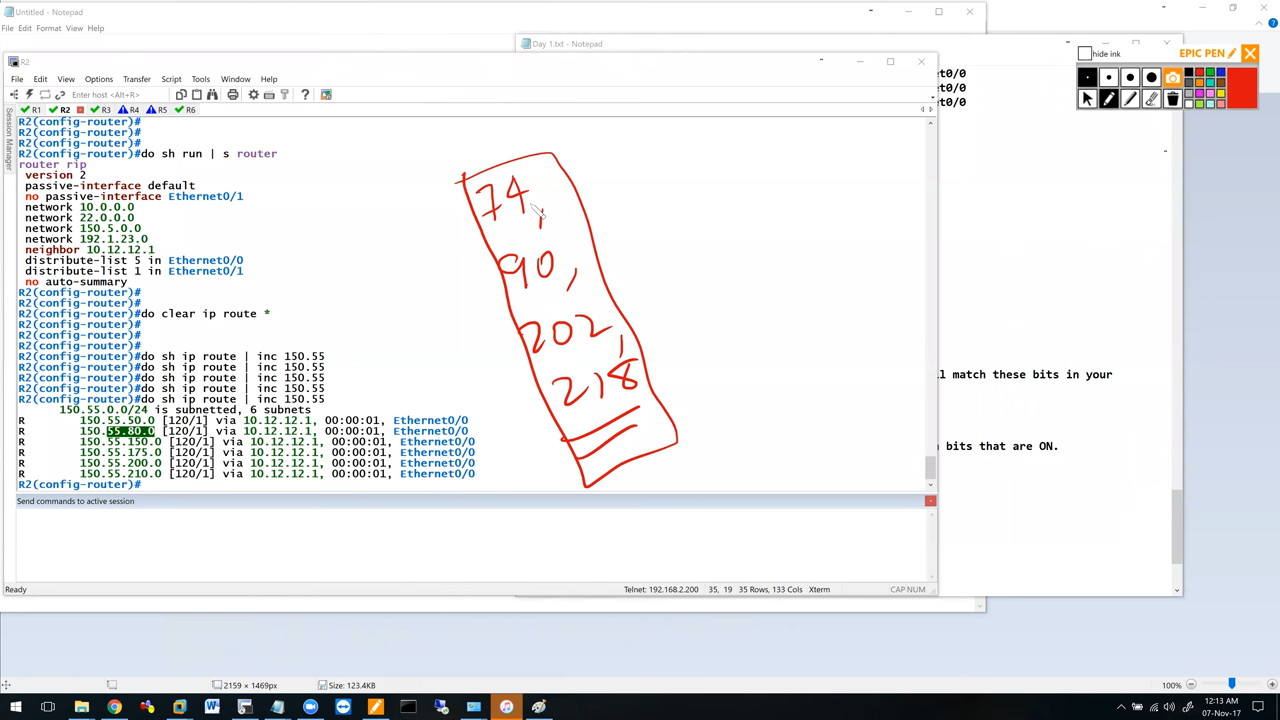 Untitled - Notepad
File Edit Format View Help
Day 1.txt - Notepad
R2
File Edit View Options Transfer Script Tools Window Help
Enter host <Alt+R>
hide ink
EPIC PEN
et0/0
et0/0
et0/0
Session Manager
R1 R2 R3 R4 R5 R6
R2(config-router)#
R2(config-router)#
R2(config-router)#
R2(config-router)#do sh run | s router
router rip
version 2
passive-interface default
no passive-interface Ethernet0/1
network 10.0.0.0
network 22.0.0.0
network 150.5.0.0
network 192.1.23.0
neighbor 10.12.12.1
distribute-list 5 in Ethernet0/0
distribute-list 1 in Ethernet0/1
no auto-summary
R2(config-router)#
R2(config-router)#
R2(config-router)#do clear ip route *
R2(config-router)#
R2(config-router)#
R2(config-router)#
R2(config-router)#do sh ip route | inc 150.55
R2(config-router)#do sh ip route | inc 150.55
R2(config-router)#do sh ip route | inc 150.55
R2(config-router)#do sh ip route | inc 150.55
R2(config-router)#do sh ip route | inc 150.55
150.55.0.0/24 is subnetted, 6 subnets
R 150.55.50.0 [120/1] via 10.12.12.1, 00:00:01, Ethernet0/0
R 150.55.80.0 [120/1] via 10.12.12.1, 00:00:01, Ethernet0/0
R 150.55.150.0 [120/1] via 10.12.12.1, 00:00:01, Ethernet0/0
R 150.55.175.0 [120/1] via 10.12.12.1, 00:00:01, Ethernet0/0
R 150.55.200.0 [120/1] via 10.12.12.1, 00:00:01, Ethernet0/0
R 150.55.210.0 [120/1] via 10.12.12.1, 00:00:01, Ethernet0/0
R2(config-router)#
74,
90,
202,
218
ll match these bits in your
bits that are ON.
Send commands to active session
Ready
Telnet: 192.168.2.200 35, 19 35 Rows, 133 Cols Xterm CAP NUM
2159 × 1469px Size: 123.4KB 100%
12:13 AM
07-Nov-17